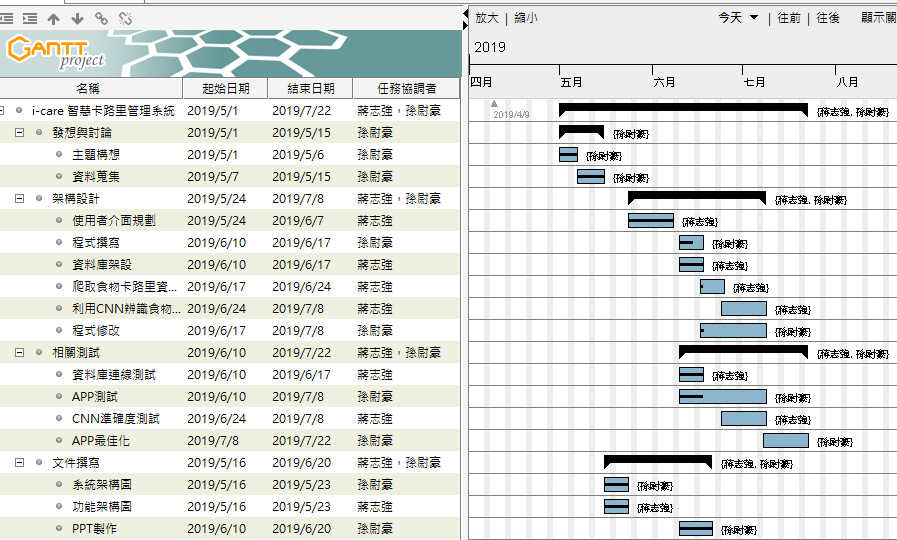 放大 | 縮小 今天 | 往前 | 往後 顯示關
GANTT project
2019
四月 五月 六月 七月 八月
名稱 起始日期 結束日期 任務協調者
2019/4/9
i-care 智慧卡路里管理系統 2019/5/1 2019/7/22 蔣志強，孫尉豪 {蔣志強, 孫尉豪}
發想與討論 2019/5/1 2019/5/15 孫尉豪 {孫尉豪}
主題構想 2019/5/1 2019/5/6 孫尉豪 {孫尉豪}
資料蒐集 2019/5/7 2019/5/15 孫尉豪 {孫尉豪}
架構設計 2019/5/24 2019/7/8 蔣志強，孫尉豪 {蔣志強, 孫尉豪}
使用者介面規劃 2019/5/24 2019/6/7 蔣志強 {蔣志強}
程式撰寫 2019/6/10 2019/6/17 孫尉豪 {孫尉豪}
資料庫架設 2019/6/10 2019/6/17 蔣志強 {蔣志強}
爬取食物卡路里資... 2019/6/17 2019/6/24 蔣志強 {蔣志強}
利用CNN辨識食物... 2019/6/24 2019/7/8 蔣志強 {蔣志強}
程式修改 2019/6/17 2019/7/8 孫尉豪 {孫尉豪}
相關測試 2019/6/10 2019/7/22 蔣志強，孫尉豪 {蔣志強, 孫尉豪}
資料庫連線測試 2019/6/10 2019/6/17 蔣志強 {蔣志強}
APP測試 2019/6/10 2019/7/8 孫尉豪 {孫尉豪}
CNN準確度測試 2019/6/24 2019/7/8 蔣志強 {蔣志強}
APP最佳化 2019/7/8 2019/7/22 孫尉豪 {孫尉豪}
文件撰寫 2019/5/16 2019/6/20 蔣志強，孫尉豪 {蔣志強, 孫尉豪}
系統架構圖 2019/5/16 2019/5/23 孫尉豪 {孫尉豪}
功能架構圖 2019/5/16 2019/5/23 蔣志強 {蔣志強}
PPT製作 2019/6/10 2019/6/20 孫尉豪 {孫尉豪}